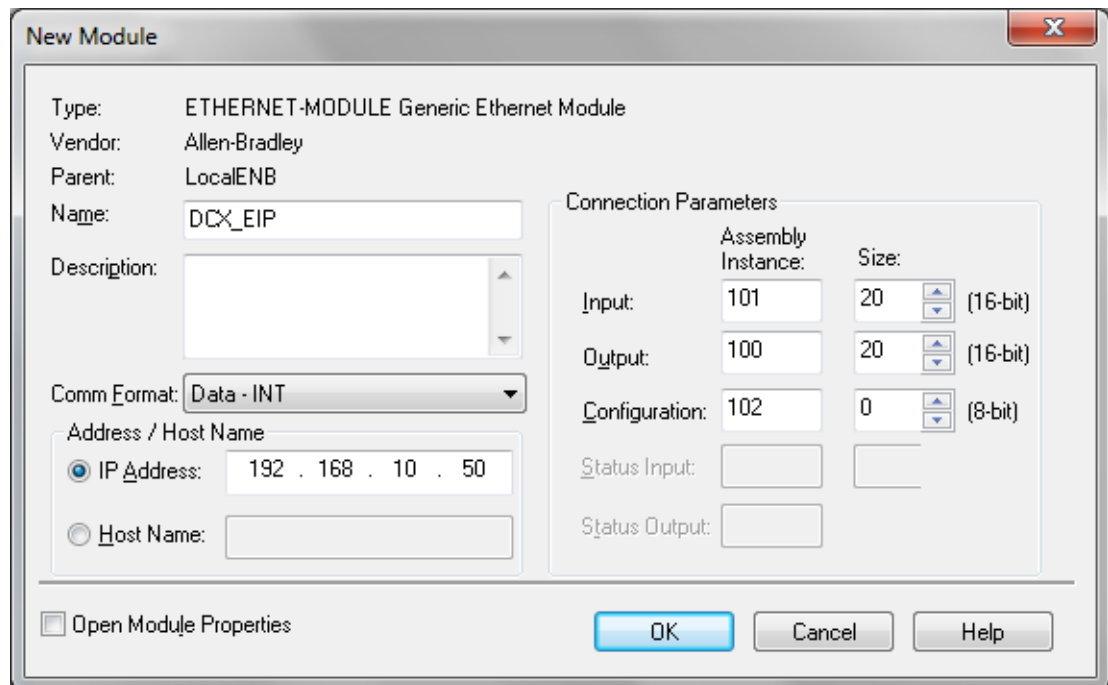 New Module
Type: ETHERNET-MODULE Generic Ethernet Module
Vendor: Allen-Bradley
Parent: LocalENB
Name: DCX_EIP
Description:
Comm Format: Data - INT
Address / Host Name
IP Address: 192 . 168 . 10 . 50
Host Name:
Connection Parameters
Assembly
Instance: Size:
Input: 101 20 (16-bit)
Output: 100 20 (16-bit)
Configuration: 102 0 (8-bit)
Status Input:
Status Output:
Open Module Properties
OK Cancel Help